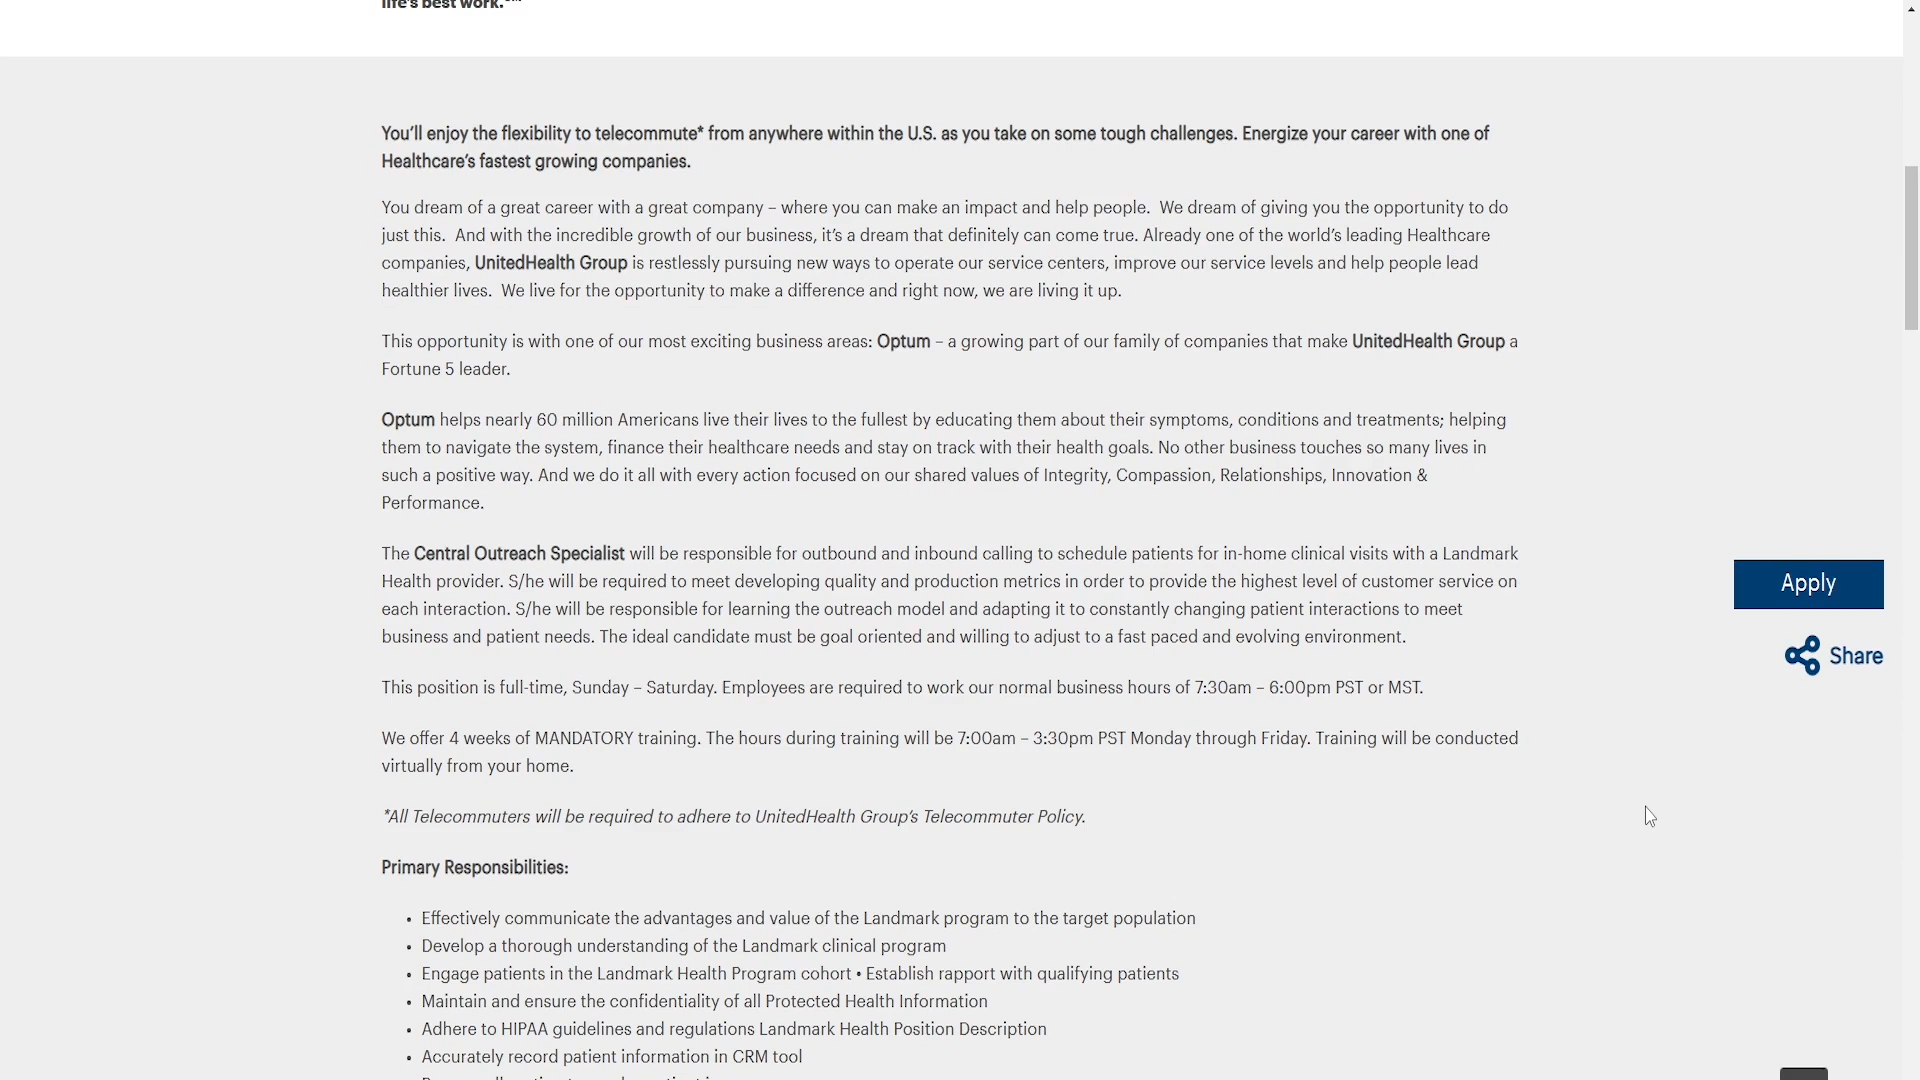 life's best work.
You'll enjoy the flexibility to telecommute* from anywhere within the U.S. as you take on some tough challenges. Energize your career with one of
Healthcare's fastest growing companies.
You dream of a great career with a great company – where you can make an impact and help people.  We dream of giving you the opportunity to do
just this.  And with the incredible growth of our business, it's a dream that definitely can come true. Already one of the world's leading Healthcare
companies, UnitedHealth Group is restlessly pursuing new ways to operate our service centers, improve our service levels and help people lead
healthier lives.  We live for the opportunity to make a difference and right now, we are living it up.
This opportunity is with one of our most exciting business areas: Optum – a growing part of our family of companies that make UnitedHealth Group a
Fortune 5 leader.
Optum helps nearly 60 million Americans live their lives to the fullest by educating them about their symptoms, conditions and treatments; helping
them to navigate the system, finance their healthcare needs and stay on track with their health goals. No other business touches so many lives in
such a positive way. And we do it all with every action focused on our shared values of Integrity, Compassion, Relationships, Innovation &
Performance.
The Central Outreach Specialist will be responsible for outbound and inbound calling to schedule patients for in-home clinical visits with a Landmark
Health provider. S/he will be required to meet developing quality and production metrics in order to provide the highest level of customer service on
each interaction. S/he will be responsible for learning the outreach model and adapting it to constantly changing patient interactions to meet
business and patient needs. The ideal candidate must be goal oriented and willing to adjust to a fast paced and evolving environment.
This position is full-time, Sunday – Saturday. Employees are required to work our normal business hours of 7:30am – 6:00pm PST or MST.
We offer 4 weeks of MANDATORY training. The hours during training will be 7:00am – 3:30pm PST Monday through Friday. Training will be conducted
virtually from your home.
*All Telecommuters will be required to adhere to UnitedHealth Group's Telecommuter Policy.
Primary Responsibilities:
• Effectively communicate the advantages and value of the Landmark program to the target population
• Develop a thorough understanding of the Landmark clinical program
• Engage patients in the Landmark Health Program cohort • Establish rapport with qualifying patients
• Maintain and ensure the confidentiality of all Protected Health Information
• Adhere to HIPAA guidelines and regulations Landmark Health Position Description
• Accurately record patient information in CRM tool
Apply
Share